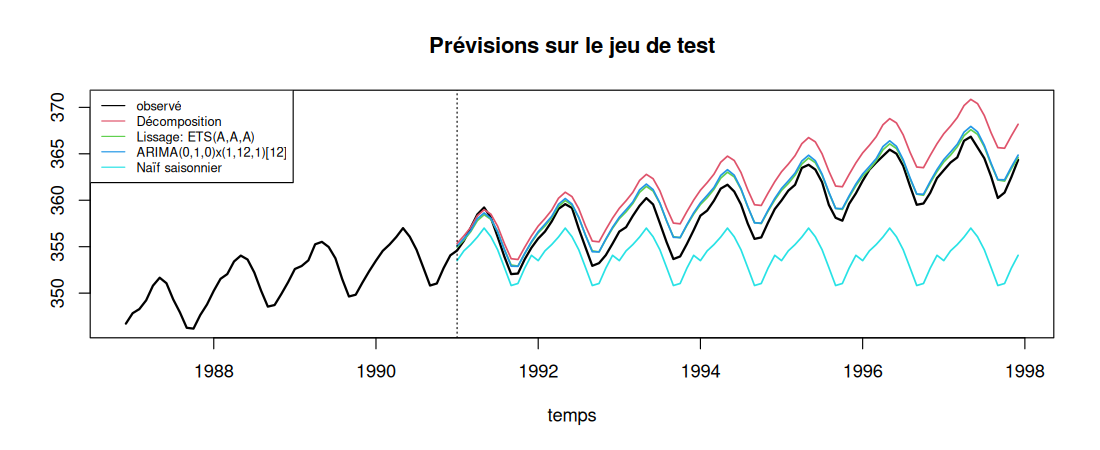 Prévisions sur le jeu de test
observé
Décomposition
Lissage: ETS(A,A,A)
ARIMA(0,1,0)x(1,12,1)[12]
Naïf saisonnier
370
365
360
355
350
1988
1990
1992
1994
1996
1998
temps